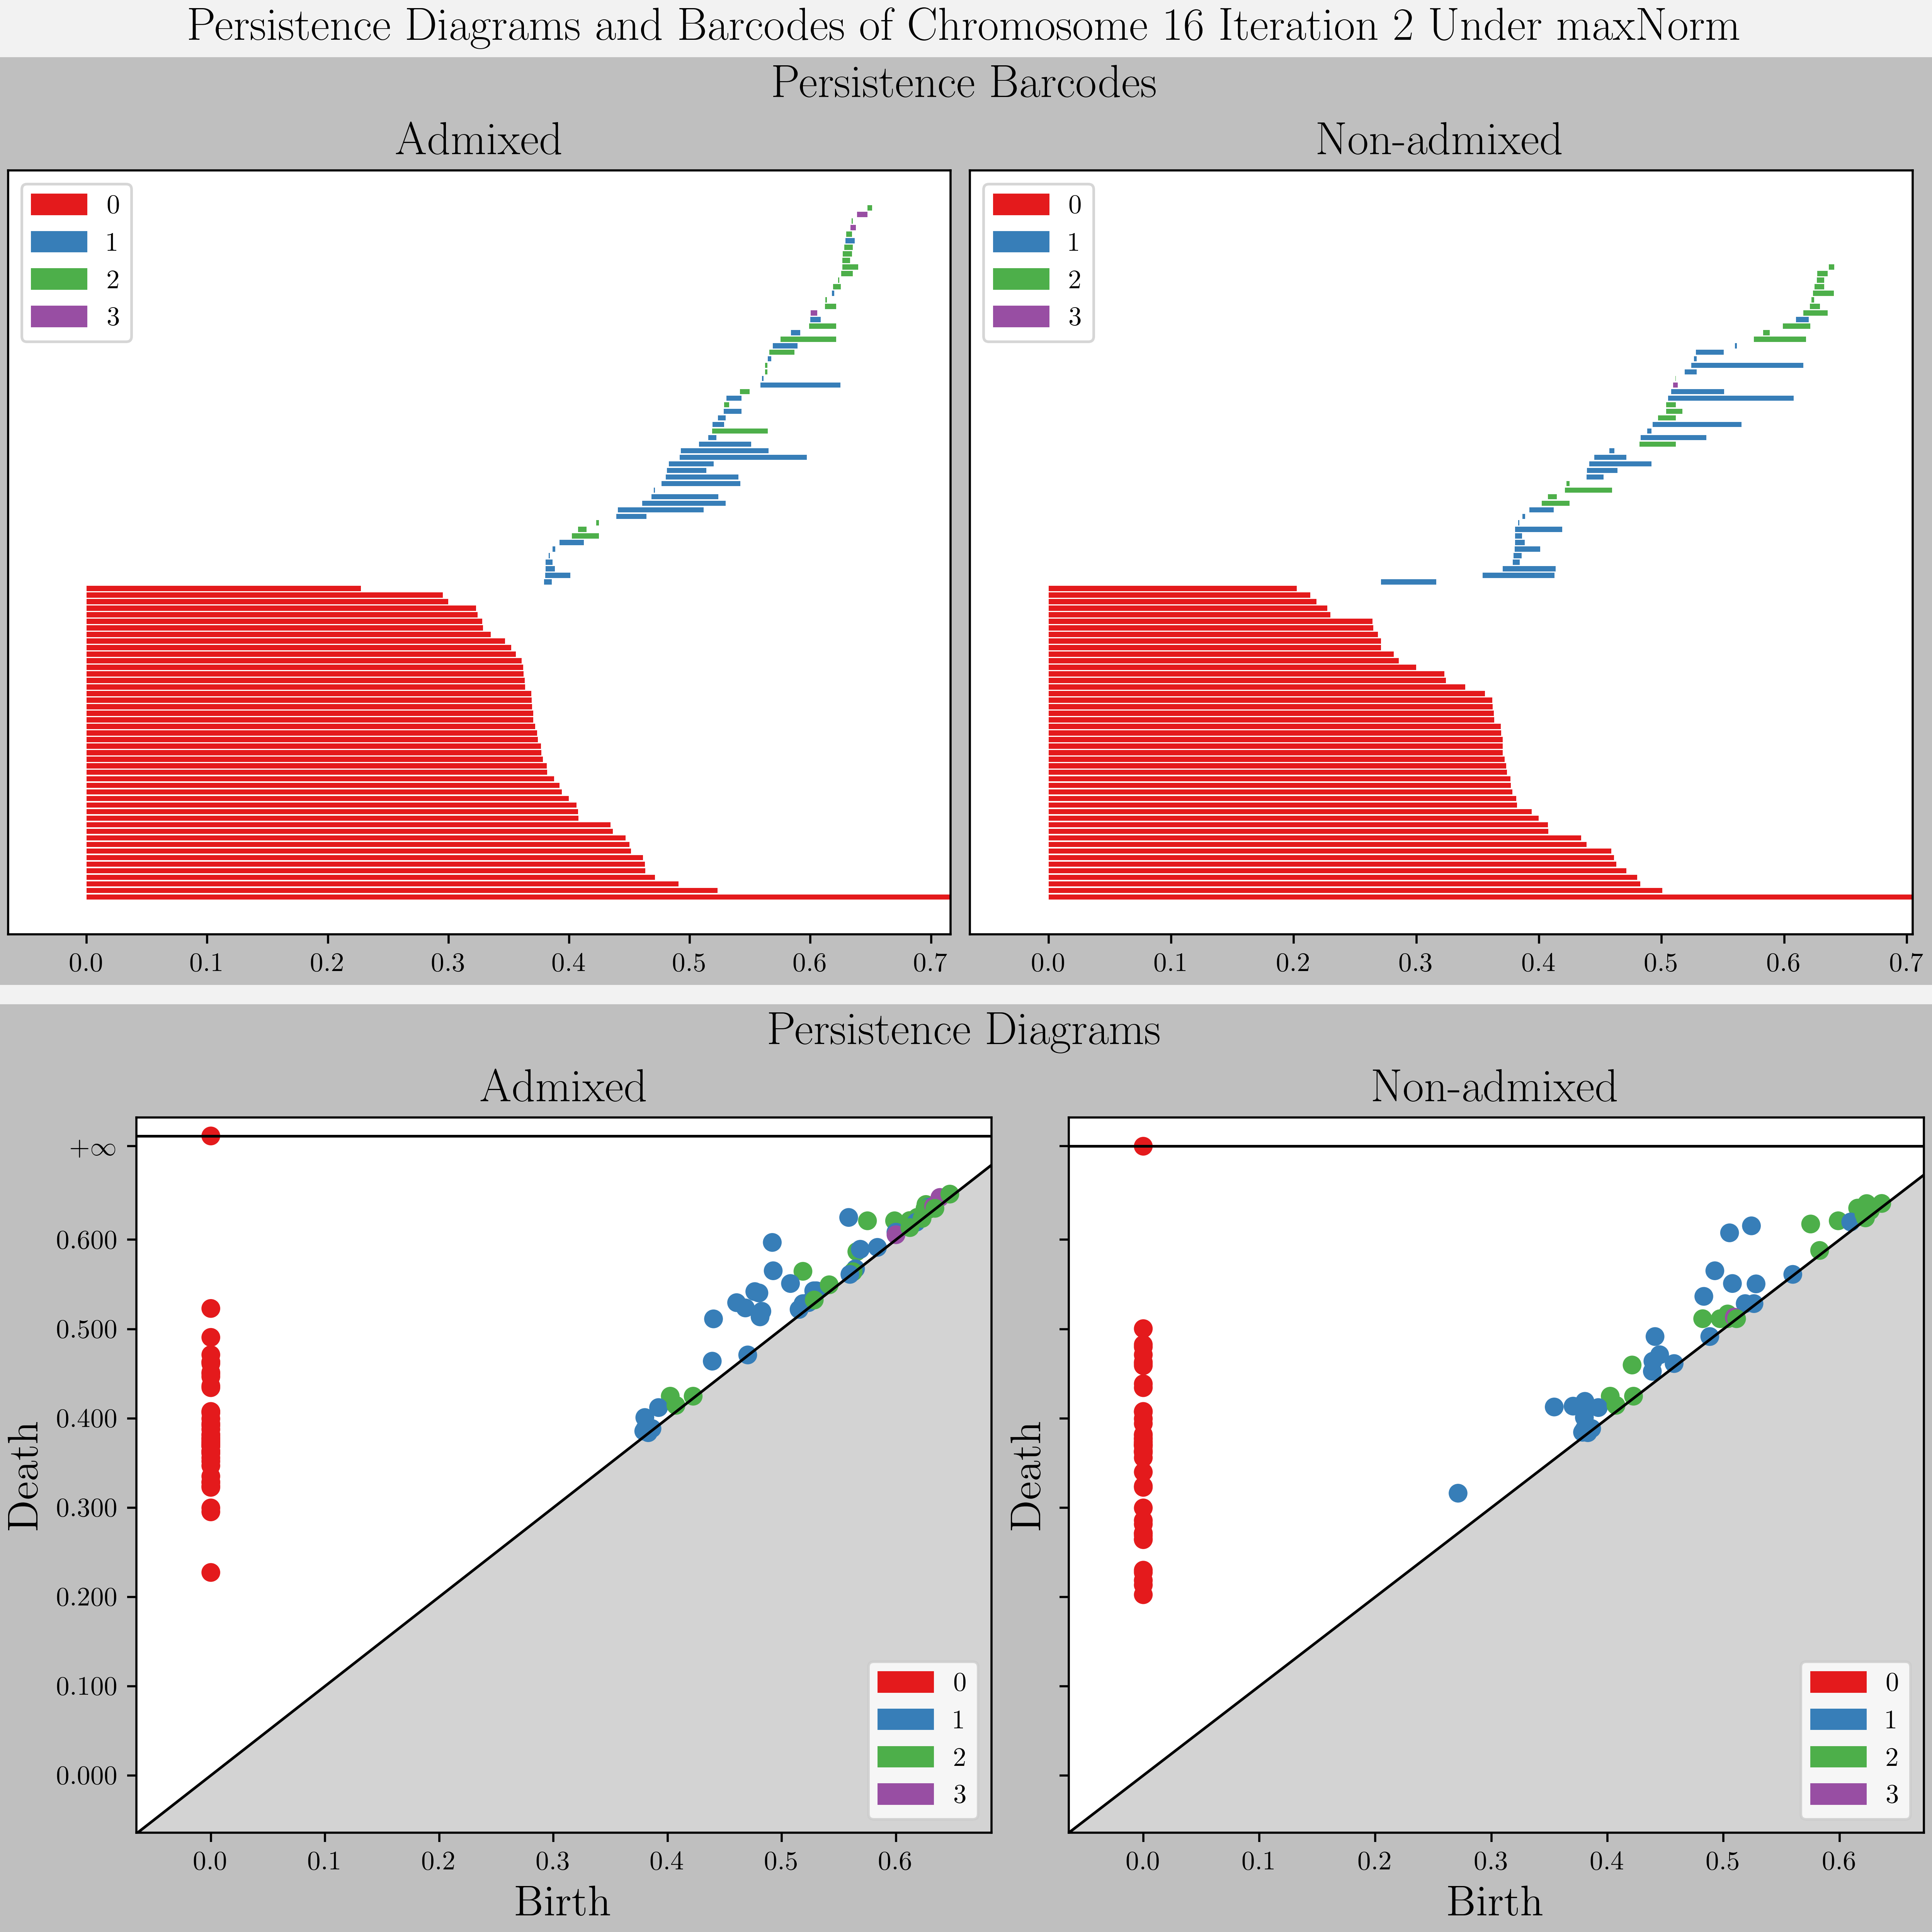 Persistence Diagrams and Barcodes of Chromosome 16 Iteration 2 Under maxNorm
Persistence Barcodes
Admixed
Non-admixed
0
1
2
3
0
1
2
3
0.0 0.1 0.2 0.3 0.4 0.5 0.6 0.7
0.0 0.1 0.2 0.3 0.4 0.5 0.6 0.7
Persistence Diagrams
Admixed
Non-admixed
+∞
0.600
0.500
0.400
0.300
0.200
0.100
0.000
Death
Death
0
1
2
3
0
1
2
3
0.0 0.1 0.2 0.3 0.4 0.5 0.6
0.0 0.1 0.2 0.3 0.4 0.5 0.6
Birth
Birth